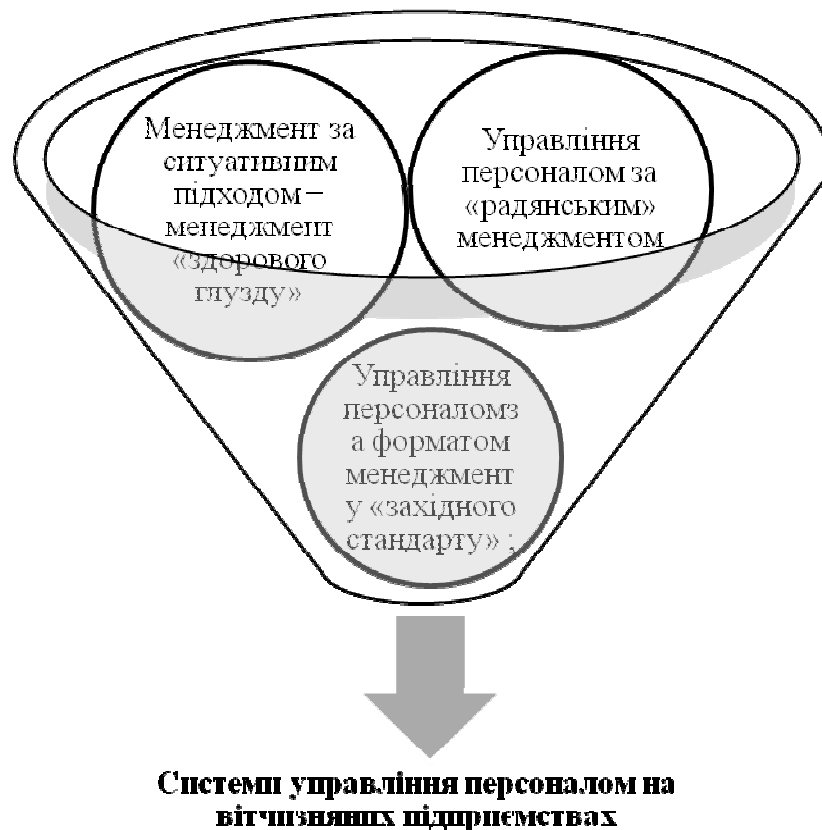 Менеджмент за
ситуативним
підходом –
менеджмент
«здорового
глузду»
Управління
персоналом за
«радянським»
менеджментом
Управління
персоналомз
а форматом
менеджмент
у «західного
стандарту» ;
Системи управління персоналом на
вітчизняних підприємствах